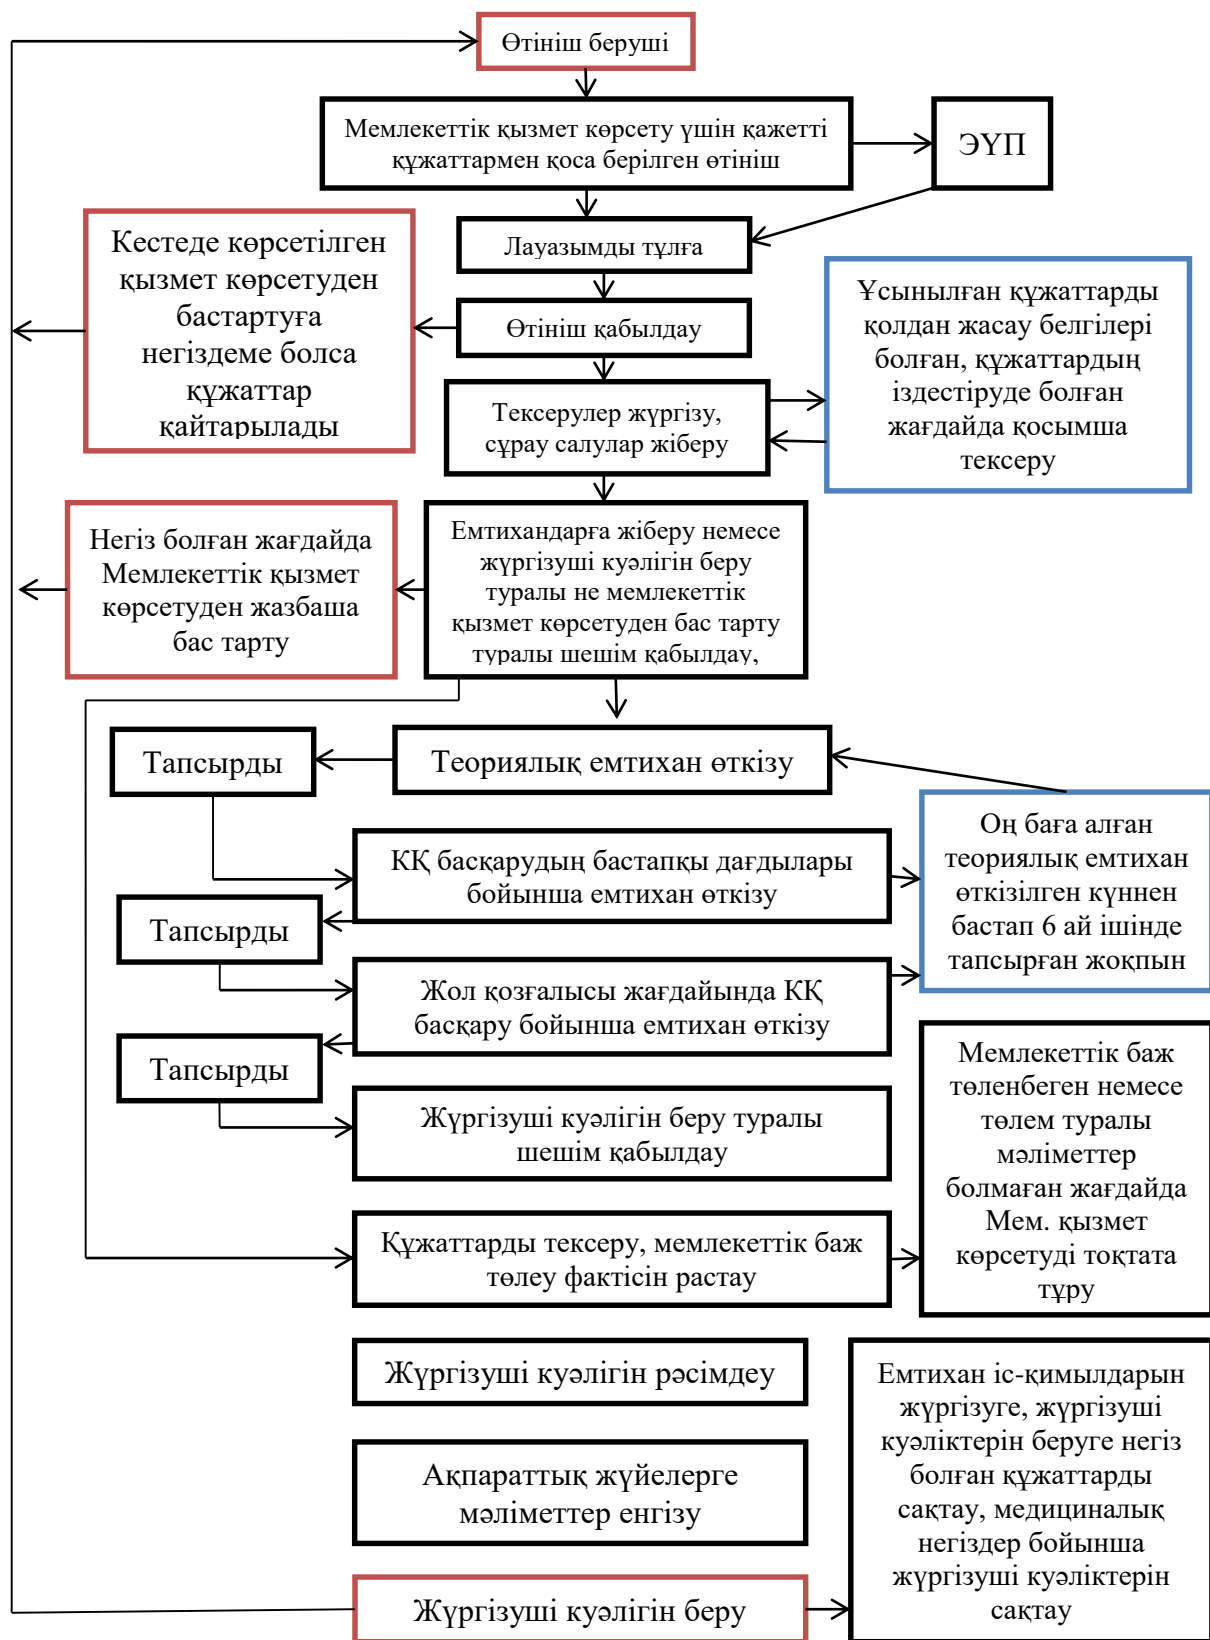 Өтініш беруші
Мемлекеттік қызмет көрсету үшін қажетті
құжаттармен қоса берілген өтініш
ЭҮП
Лауазымды тұлға
Кестеде көрсетілген
қызмет көрсетуден
бастартуға
негіздеме болса
құжаттар
қайтарылады
Өтініш қабылдау
Ұсынылған құжаттарды
қолдан жасау белгілері
болған, құжаттардың
іздестіруде болған
жағдайда қосымша
тексеру
Тексерулер жүргізу,
сұрау салулар жіберу
Негіз болған жағдайда
Мемлекеттік қызмет
көрсетуден жазбаша
бас тарту
Емтихандарға жіберу немесе
жүргізуші куәлігін беру
туралы не мемлекеттік
қызмет көрсетуден бас тарту
туралы шешім қабылдау,
Тапсырды
Теориялық емтихан өткізу
КҚ басқарудың бастапқы дағдылары
бойынша емтихан өткізу
Оң баға алған
теориялық емтихан
өткізілген күннен
бастап 6 ай ішінде
тапсырған жоқпын
Тапсырды
Жол қозғалысы жағдайында КҚ
басқару бойынша емтихан өткізу
Тапсырды
Жүргізуші куәлігін беру туралы
шешім қабылдау
Мемлекеттік баж
төленбеген немесе
төлем туралы
мәліметтер
болмаған жағдайда
Мем. қызмет
көрсетуді тоқтата
тұру
Құжаттарды тексеру, мемлекеттік баж
төлеу фактісін растау
Жүргізуші куәлігін рәсімдеу
Ақпараттық жүйелерге
мәліметтер енгізу
Емтихан іс-қимылдарын
жүргізуге, жүргізуші
куәліктерін беруге негіз
болған құжаттарды
сақтау, медициналық
негіздер бойынша
жүргізуші куәліктерін
сақтау
Жүргізуші куәлігін беру